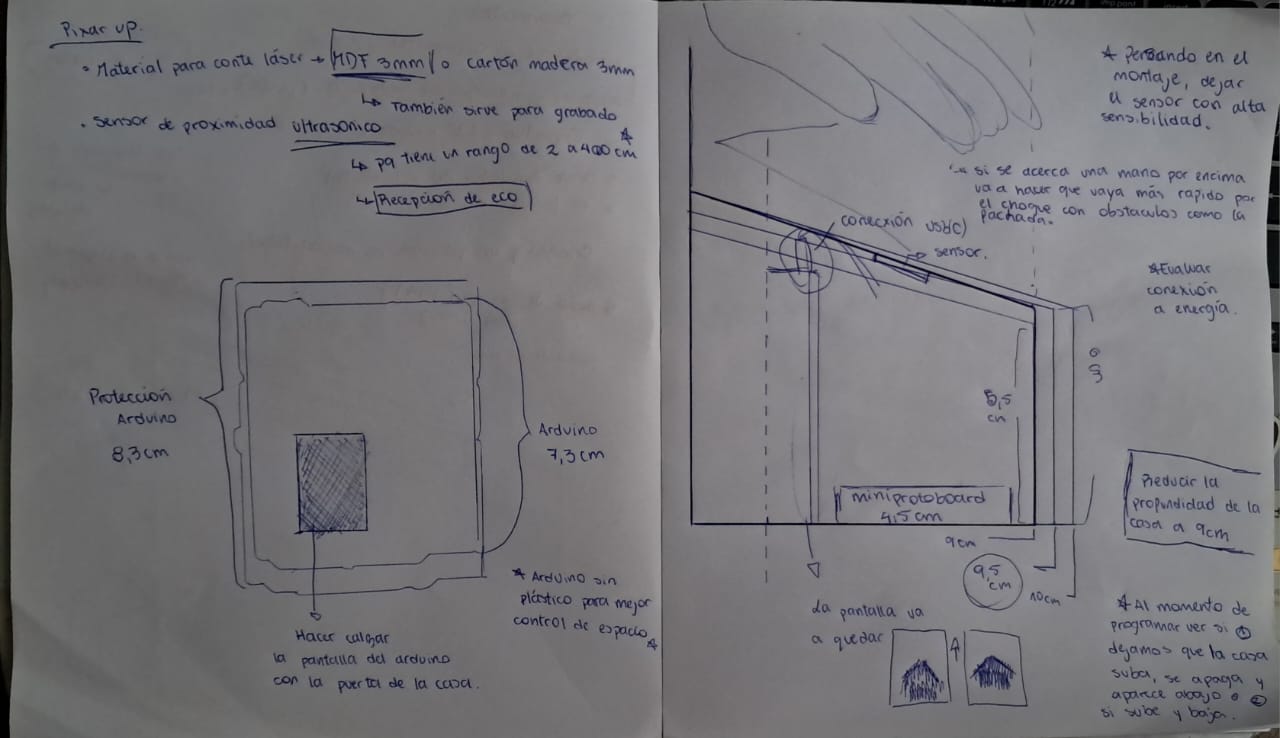 Pixar UP.
• Material para corte láser → MDF 3mm / o cartón madera 3mm
↳ También sirve para grabado
• Sensor de proximidad ultrasonico
↳ pq tiene un rango de 2 a 400 cm
↳ Recepción de eco
Protección
Arduino
8,3cm
Arduino
7,3cm
* Arduino sin
plástico para mejor
control de espacio*
Hacer calzar
la pantalla del arduino
con la puerta de la casa.
* Pensando en el
montaje, dejar
el sensor con alta
sensibilidad.
↳ si se acerca una mano por encima
va a hacer que vaya más rapido por
el choque con obstaculos como la
fachada.
conexión USB(C)
→ sensor.
*Evaluar
conexión
a energía.
5,5
cm
miniprotoboard
4,5cm
9cm
9,5
cm
10cm
Reducir la
profundidad de la
casa a 9cm
La pantalla va
a quedar
* Al momento de
programar ver si ①
dejamos que la casa
suba, se apaga y
aparece abajo o ②
si sube y baja.